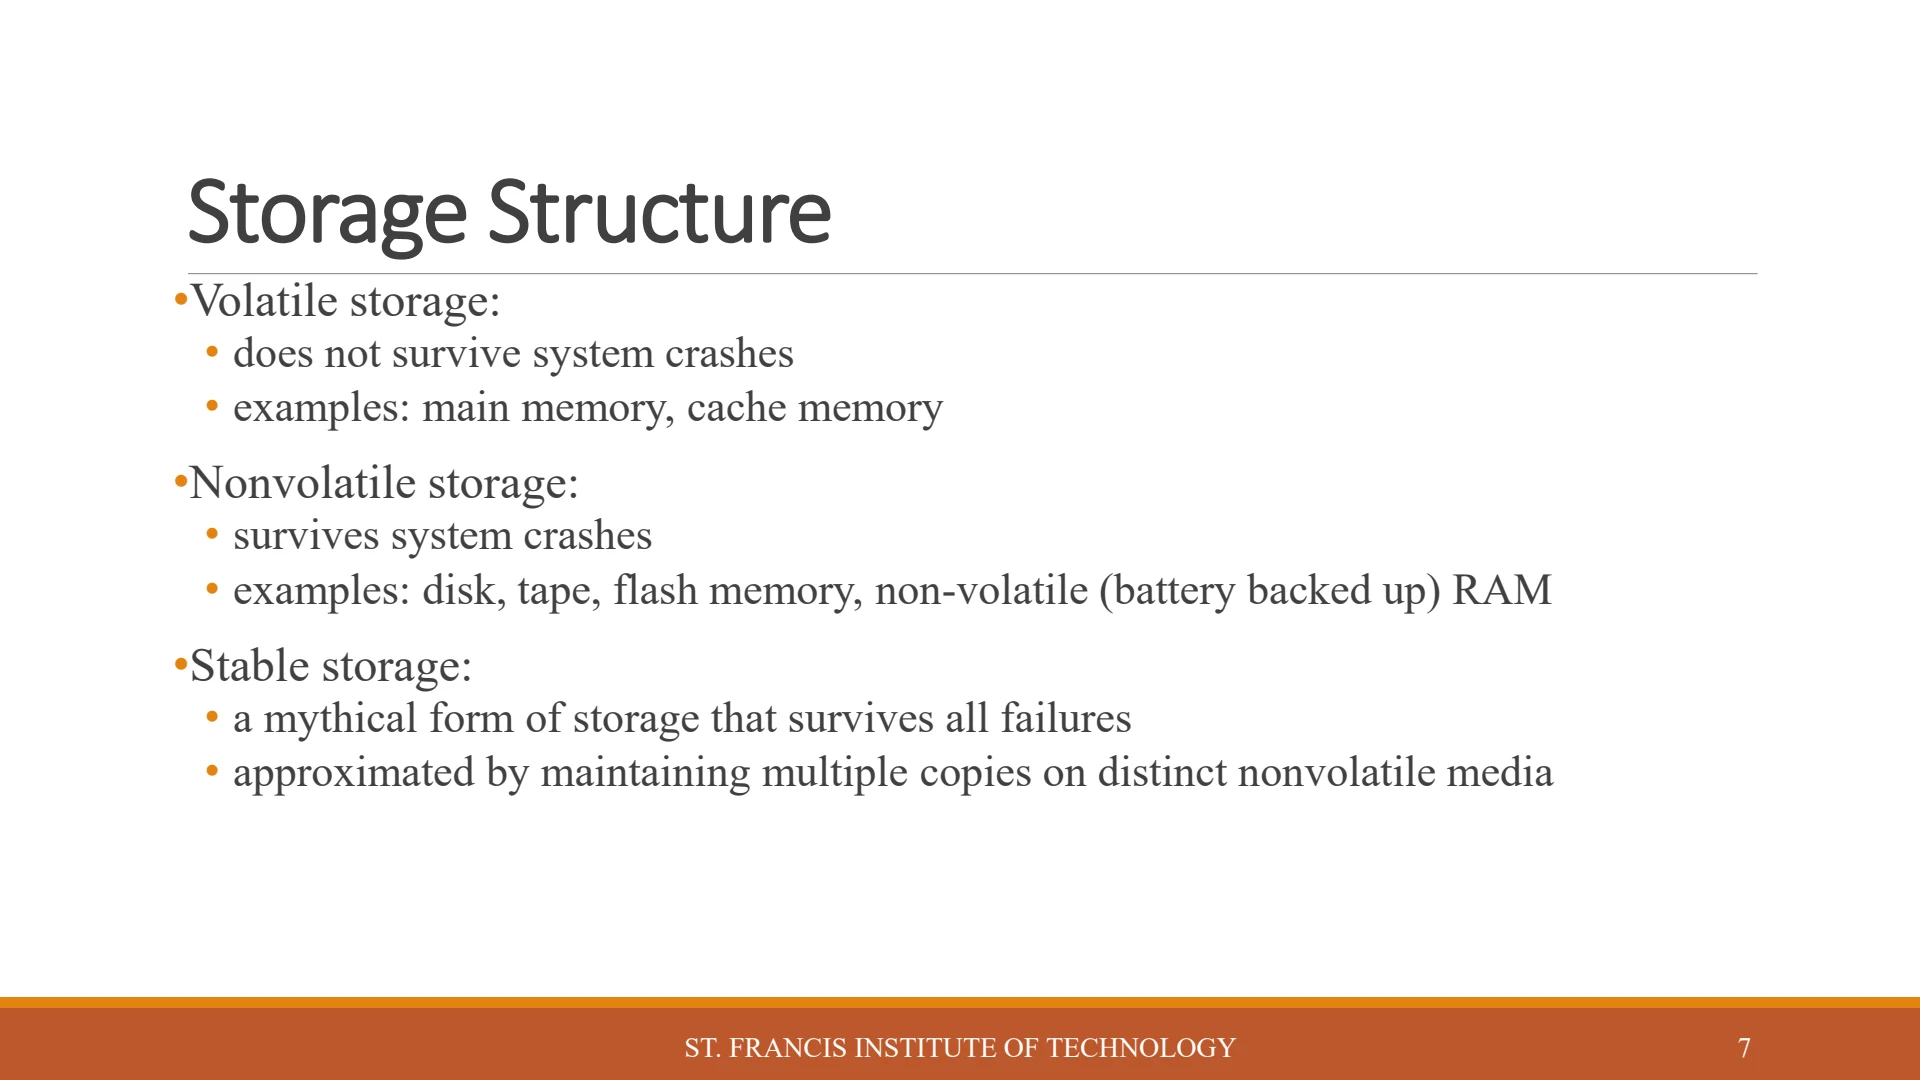 Storage Structure
•Volatile storage:
• does not survive system crashes
• examples: main memory, cache memory
•Nonvolatile storage:
• survives system crashes
• examples: disk, tape, flash memory, non-volatile (battery backed up) RAM
•Stable storage:
• a mythical form of storage that survives all failures
• approximated by maintaining multiple copies on distinct nonvolatile media
ST. FRANCIS INSTITUTE OF TECHNOLOGY
7